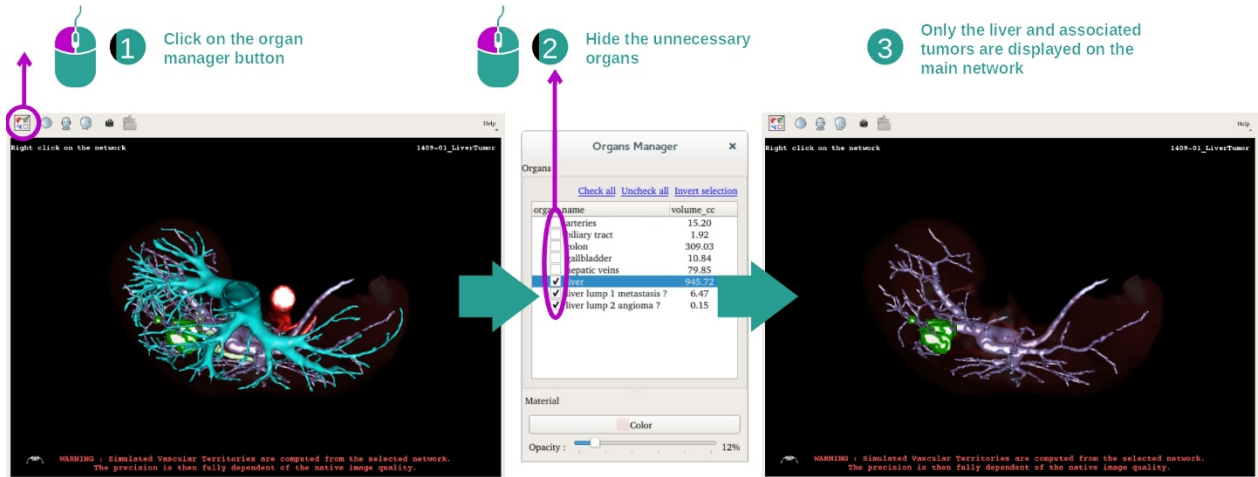 1
Click on the organ
manager button
2
Hide the unnecessary
organs
3
Only the liver and associated
tumors are displayed on the
main network
Help
Right click on the network
1409-01_LiverTumor
WARNING : Simulated Vascular Territories are computed from the selected network.
The precision is then fully dependent of the native image quality.
Organs Manager
Organs
Check all Uncheck all Invert selection
name volume_cc
arteries 15.20
biliary tract 1.92
colon 309.03
gallbladder 10.84
hepatic veins 79.85
liver 945.72
liver lump 1 metastasis ? 6.47
liver lump 2 angioma ? 0.15
Material
Color
Opacity : 12%
Help
Right click on the network
1409-01_LiverTumor
WARNING : Simulated Vascular Territories are computed from the selected network.
The precision is then fully dependent of the native image quality.